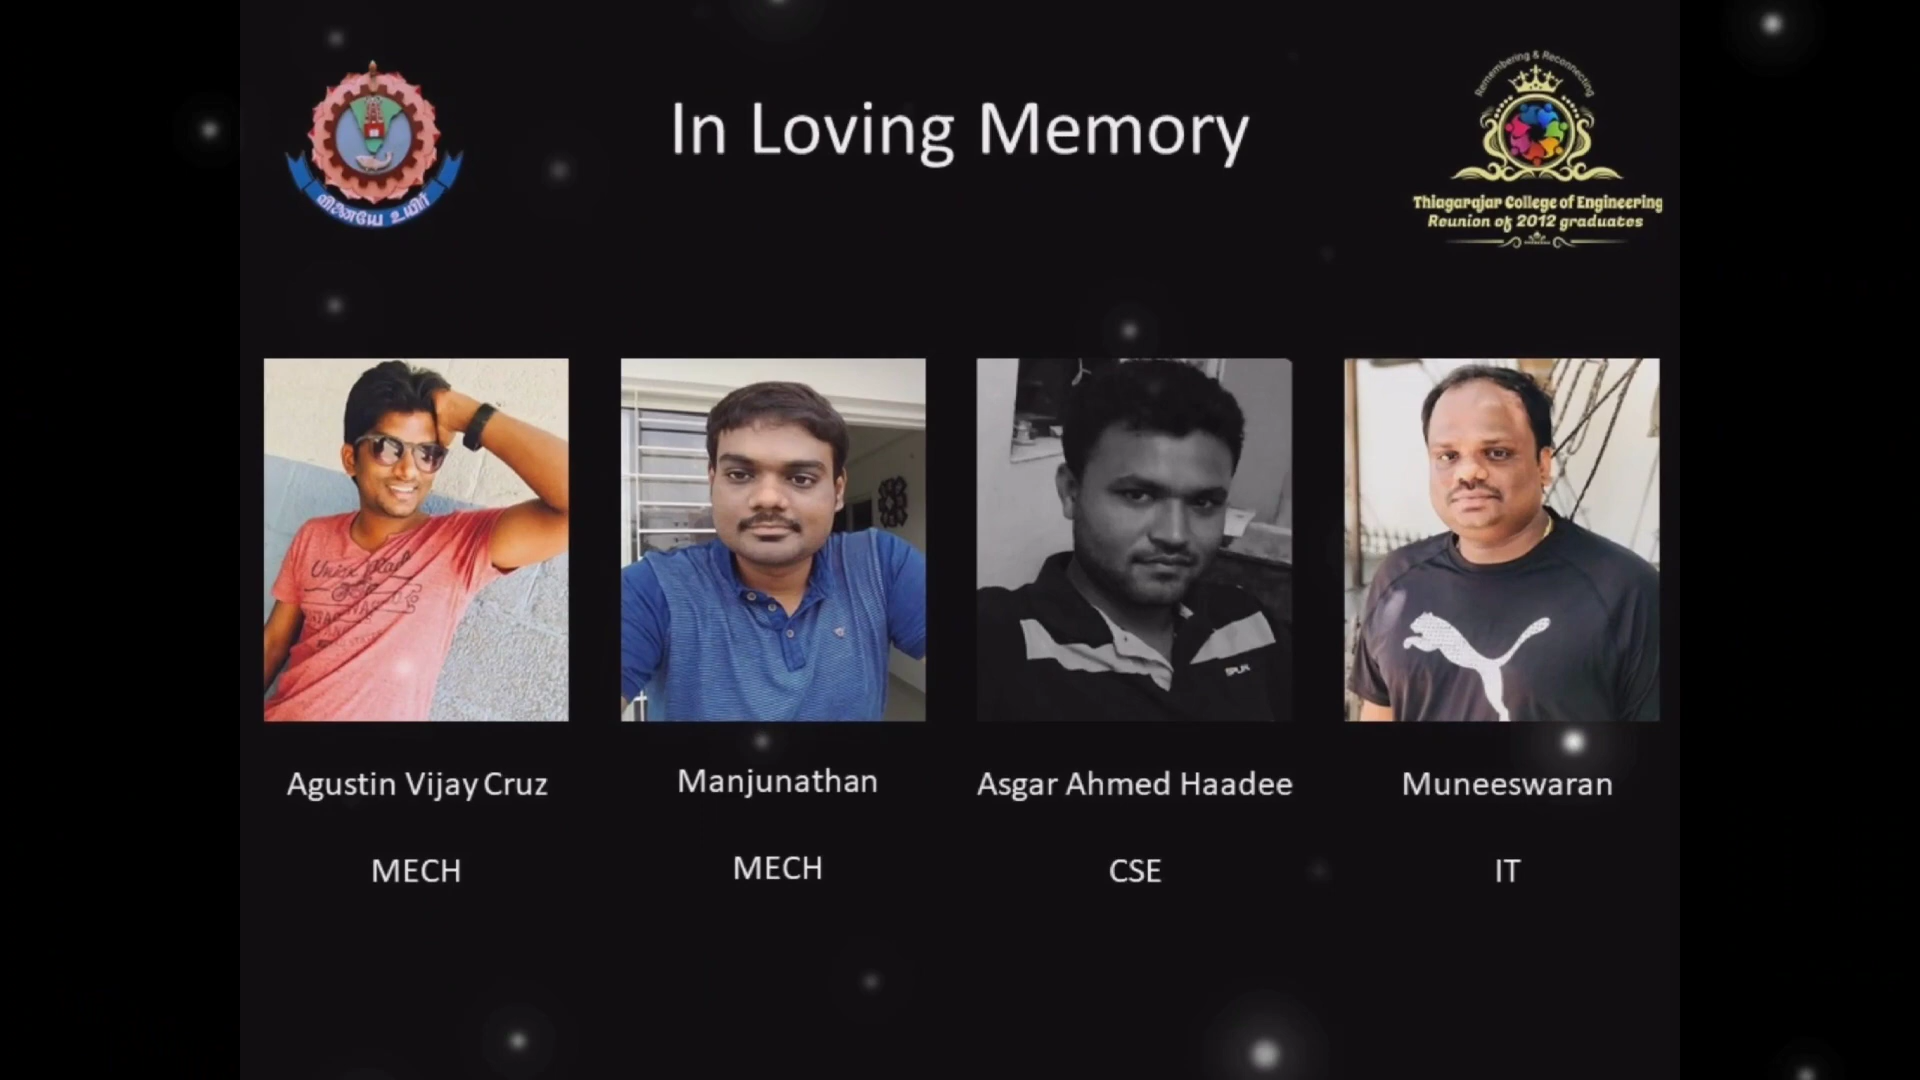 In Loving Memory
வினையே உயிர்
Remembering & Reconnecting
Thiagarajar College of Engineering
Reunion of 2012 graduates
Agustin Vijay Cruz
Manjunathan
Asgar Ahmed Haadee
Muneeswaran
MECH
MECH
CSE
IT